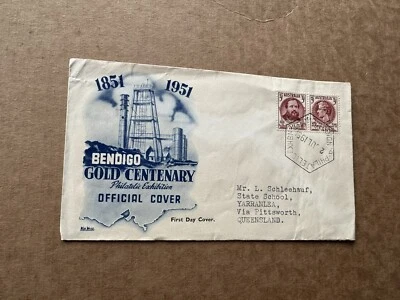 1851 1951
BENDIGO
GOLD CENTENARY
Philatelic Exhibition
OFFICIAL COVER
First Day Cover.
AUSTRALIA
Mr. L. Schleehauf,
State School,
YARRANLEA,
Via Pittsworth,
QUEENSLAND.